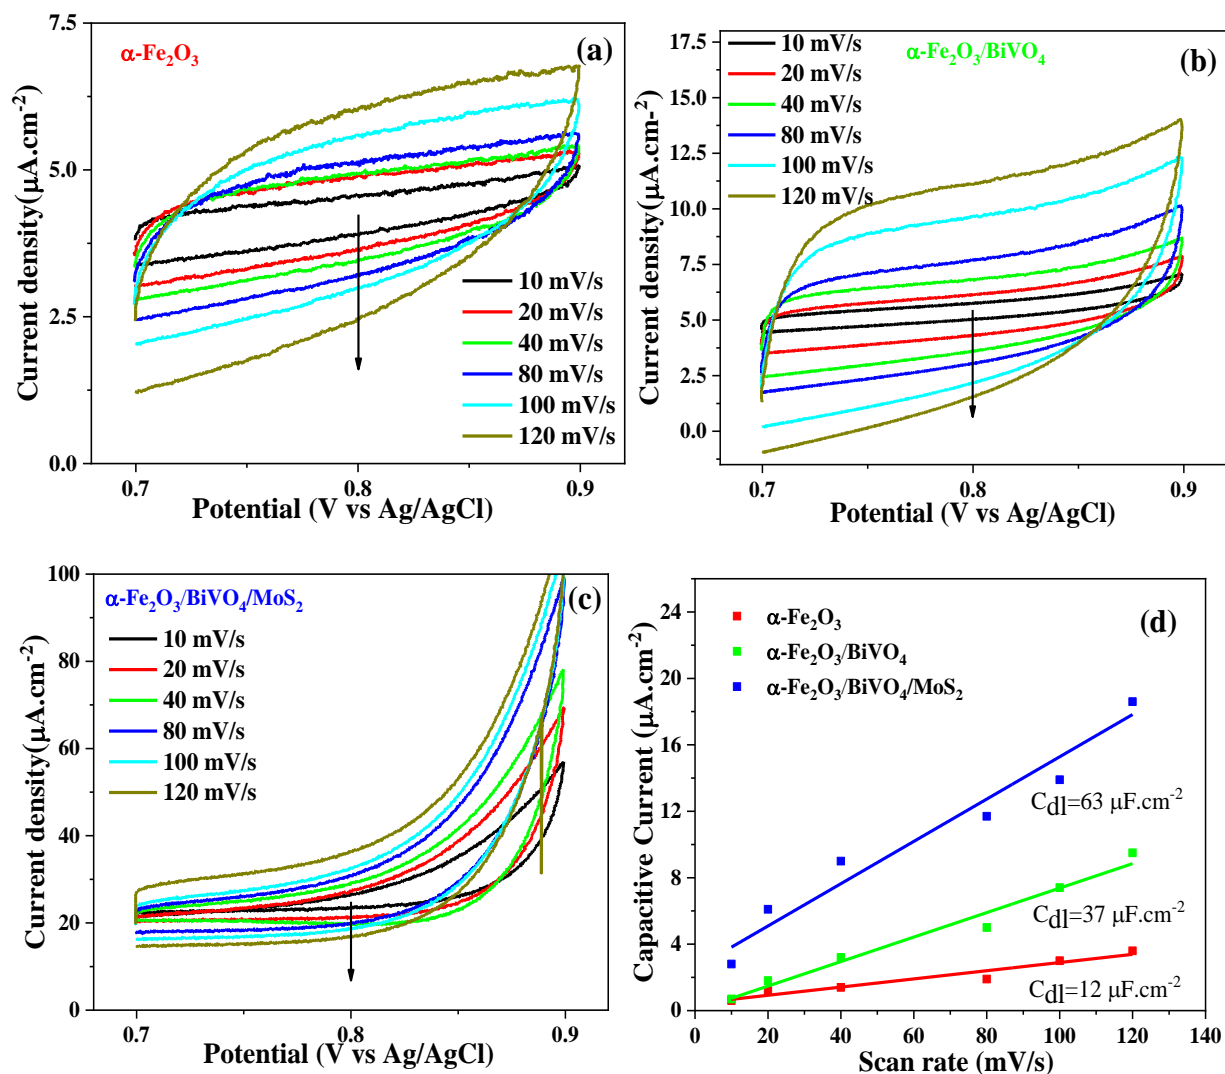 7.5
5.0
2.5
0.0
α-Fe₂O₃
(a)
10 mV/s
20 mV/s
40 mV/s
80 mV/s
100 mV/s
120 mV/s
0.7 0.8 0.9
Potential (V vs Ag/AgCl)
Current density(μA.cm⁻²)
17.5
15.0
12.5
10.0
7.5
5.0
2.5
0.0
10 mV/s
20 mV/s
40 mV/s
80 mV/s
100 mV/s
120 mV/s
α-Fe₂O₃/BiVO₄
(b)
0.7 0.8 0.9
Potential (V vs Ag/AgCl)
Current density(μA.cm-²)
100
80
60
40
20
0
α-Fe₂O₃/BiVO₄/MoS₂
(c)
10 mV/s
20 mV/s
40 mV/s
80 mV/s
100 mV/s
120 mV/s
0.7 0.8 0.9
Potential (V vs Ag/AgCl)
Current density(μA.cm⁻²)
24
20
16
12
8
4
0
α-Fe₂O₃
α-Fe₂O₃/BiVO₄
α-Fe₂O₃/BiVO₄/MoS₂
(d)
Cdl=63 μF.cm⁻²
Cdl=37 μF.cm⁻²
Cdl=12 μF.cm⁻²
0 20 40 60 80 100 120 140
Scan rate (mV/s)
Capacitive Current (μA.cm⁻²)